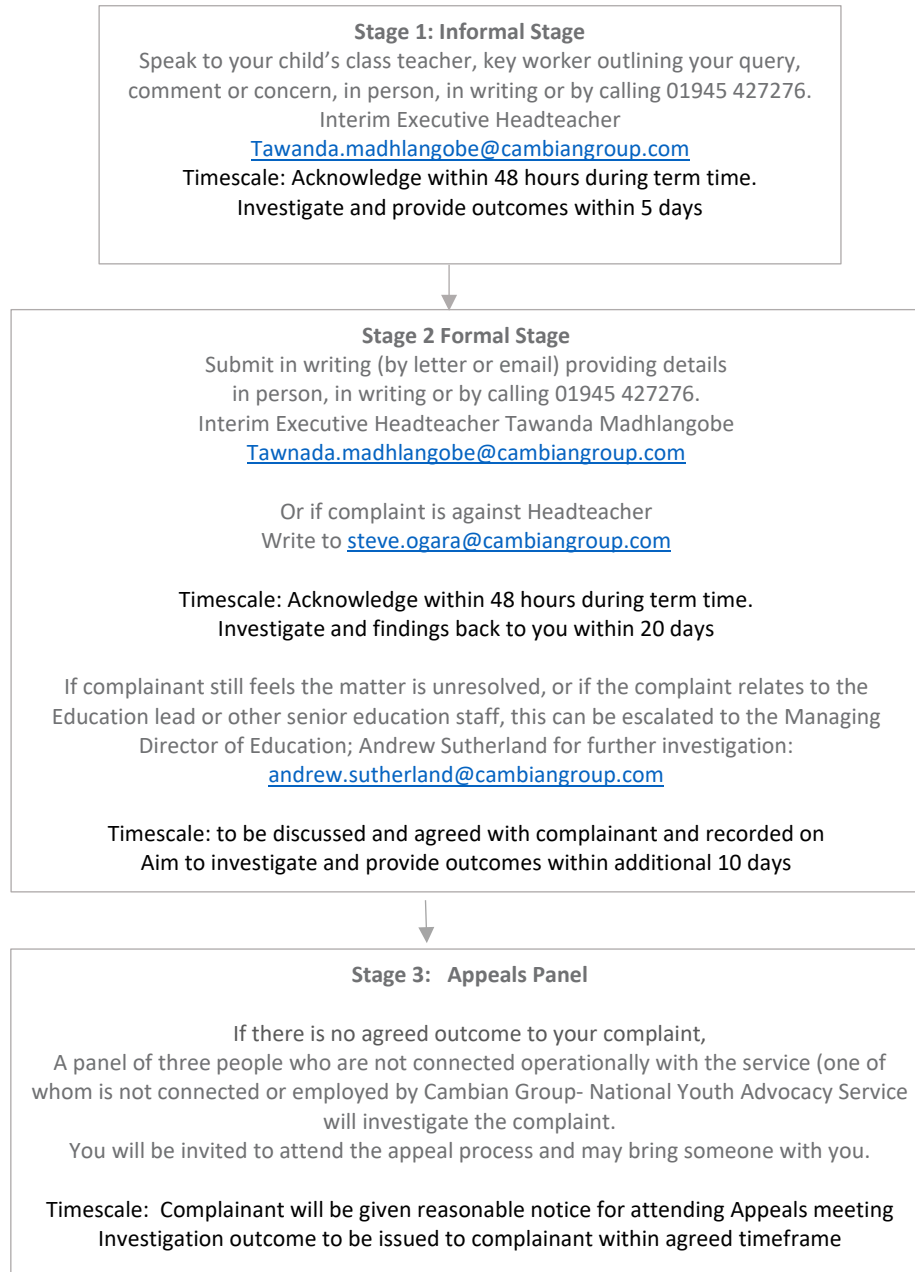 Stage 1: Informal Stage
Speak to your child’s class teacher, key worker outlining your query,
comment or concern, in person, in writing or by calling 01945 427276.
Interim Executive Headteacher
Tawanda.madhlangobe@cambiangroup.com
Timescale: Acknowledge within 48 hours during term time.
Investigate and provide outcomes within 5 days
Stage 2 Formal Stage
Submit in writing (by letter or email) providing details
in person, in writing or by calling 01945 427276.
Interim Executive Headteacher Tawanda Madhlangobe
Tawnada.madhlangobe@cambiangroup.com
Or if complaint is against Headteacher
Write to steve.ogara@cambiangroup.com
Timescale: Acknowledge within 48 hours during term time.
Investigate and findings back to you within 20 days
If complainant still feels the matter is unresolved, or if the complaint relates to the
Education lead or other senior education staff, this can be escalated to the Managing
Director of Education; Andrew Sutherland for further investigation:
andrew.sutherland@cambiangroup.com
Timescale: to be discussed and agreed with complainant and recorded on
Aim to investigate and provide outcomes within additional 10 days
Stage 3: Appeals Panel
If there is no agreed outcome to your complaint,
A panel of three people who are not connected operationally with the service (one of
whom is not connected or employed by Cambian Group- National Youth Advocacy Service
will investigate the complaint.
You will be invited to attend the appeal process and may bring someone with you.
Timescale: Complainant will be given reasonable notice for attending Appeals meeting
Investigation outcome to be issued to complainant within agreed timeframe